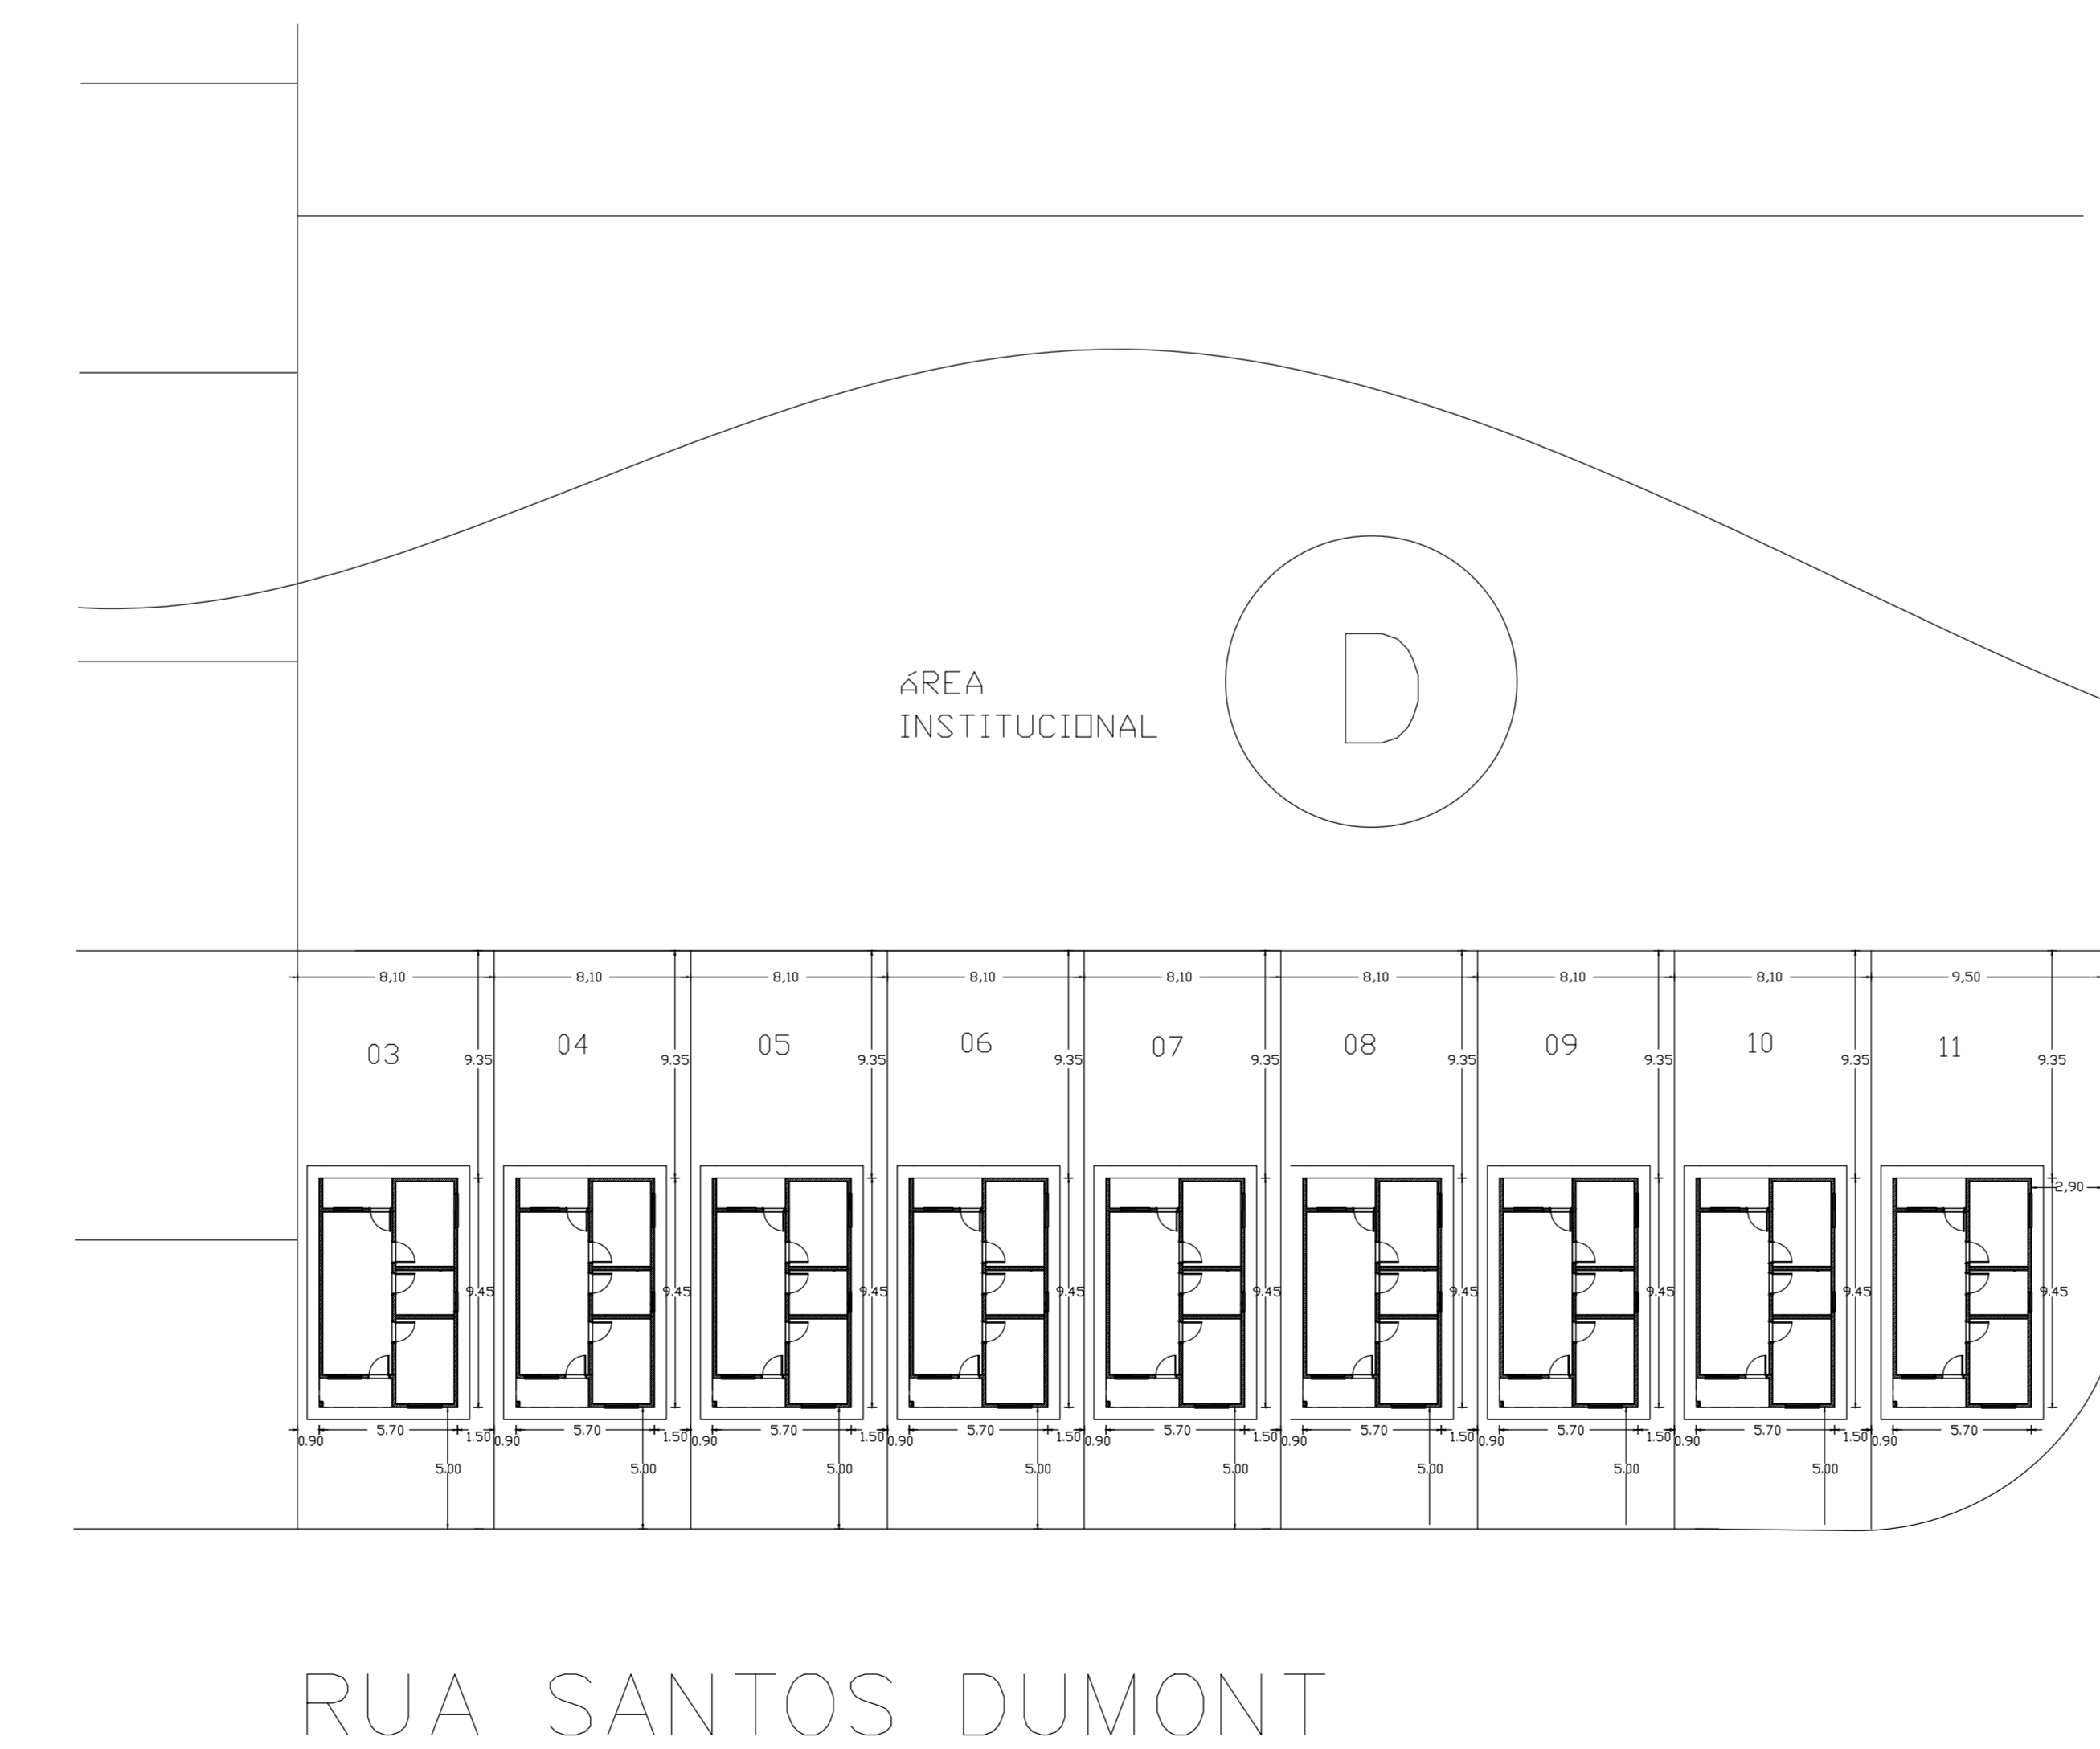 ÁREA
INSTITUCIONAL
D
8,10 8,10 8,10 8,10 8,10 8,10 8,10 8,10 9,50
03 04 05 06 07 08 09 10 11
9.35 9.35 9.35 9.35 9.35 9.35 9.35 9.35 9.35
2,90
9.45 9.45 9.45 9.45 9.45 9.45 9.45 9.45 9.45
0.90 5.70 1.50 0.90 5.70 1.50 0.90 5.70 1.50 0.90 5.70 1.50 0.90 5.70 1.50 0.90 5.70 1.50 0.90 5.70 1.50 0.90 5.70 1.50 0.90 5.70
5.00 5.00 5.00 5.00 5.00 5.00 5.00 5.00
RUA SANTOS DUMONT